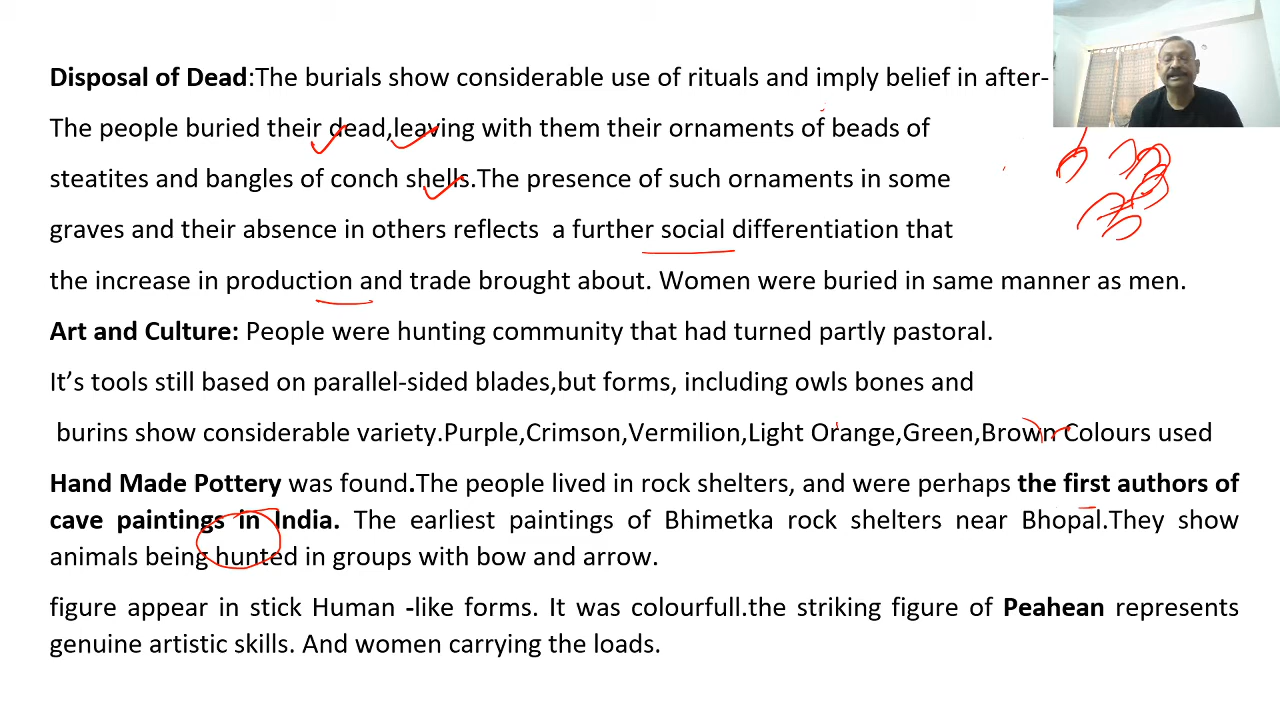 Disposal of Dead:The burials show considerable use of rituals and imply belief in after-
The people buried their dead,leaving with them their ornaments of beads of
steatites and bangles of conch shells.The presence of such ornaments in some
graves and their absence in others reflects a further social differentiation that
the increase in production and trade brought about. Women were buried in same manner as men.
Art and Culture: People were hunting community that had turned partly pastoral.
It’s tools still based on parallel-sided blades,but forms, including owls bones and
burins show considerable variety.Purple,Crimson,Vermilion,Light Orange,Green,Brown Colours used
Hand Made Pottery was found.The people lived in rock shelters, and were perhaps the first authors of
cave paintings in India. The earliest paintings of Bhimetka rock shelters near Bhopal.They show
animals being hunted in groups with bow and arrow.
figure appear in stick Human -like forms. It was colourfull.the striking figure of Peahean represents
genuine artistic skills. And women carrying the loads.